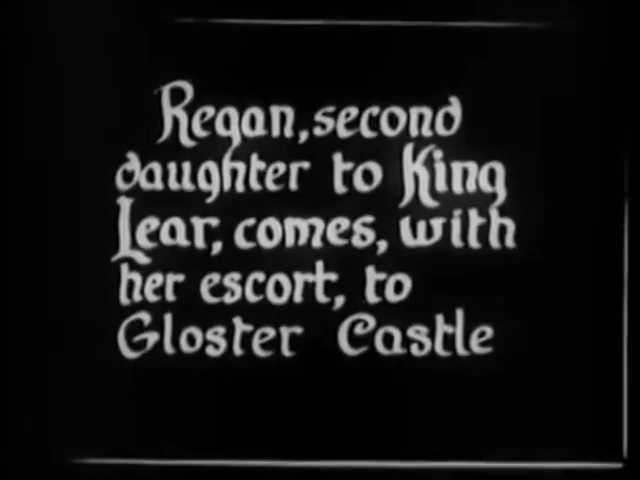 Regan, second
daughter to King
Lear, comes, with
her escort, to
Gloster Castle